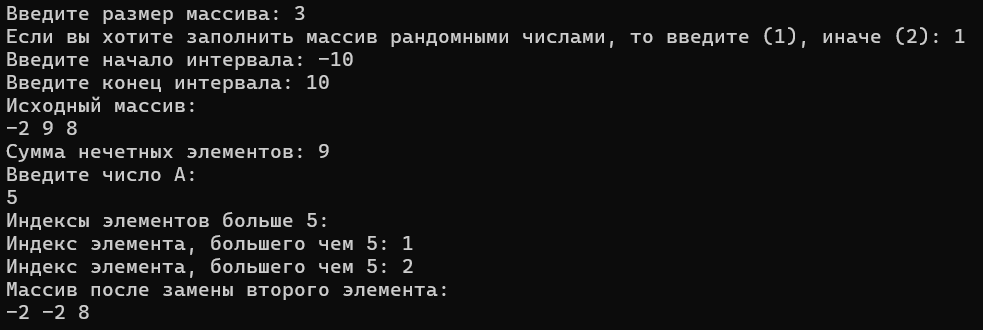 Введите размер массива: 3
Если вы хотите заполнить массив рандомными числами, то введите (1), иначе (2): 1
Введите начало интервала: -10
Введите конец интервала: 10
Исходный массив:
-2 9 8
Сумма нечетных элементов: 9
Введите число А:
5
Индексы элементов больше 5:
Индекс элемента, большего чем 5: 1
Индекс элемента, большего чем 5: 2
Массив после замены второго элемента:
-2 -2 8